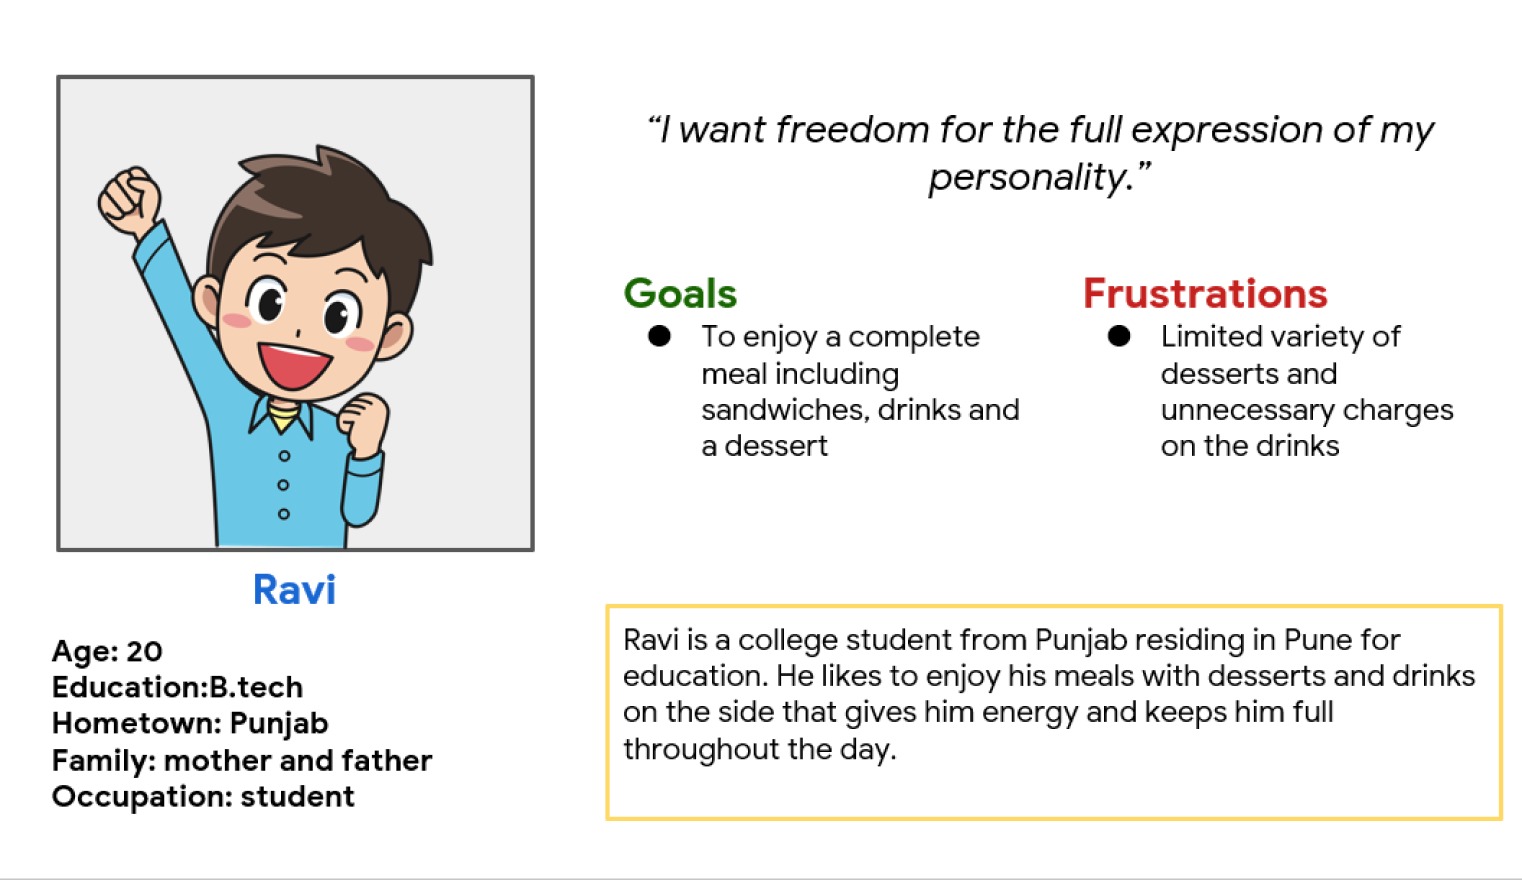 “I want freedom for the full expression of my
personality.”
Goals
● To enjoy a complete
meal including
sandwiches, drinks and
a dessert
Frustrations
● Limited variety of
desserts and
unnecessary charges
on the drinks
Ravi
Age: 20
Education:B.tech
Hometown: Punjab
Family: mother and father
Occupation: student
Ravi is a college student from Punjab residing in Pune for
education. He likes to enjoy his meals with desserts and drinks
on the side that gives him energy and keeps him full
throughout the day.